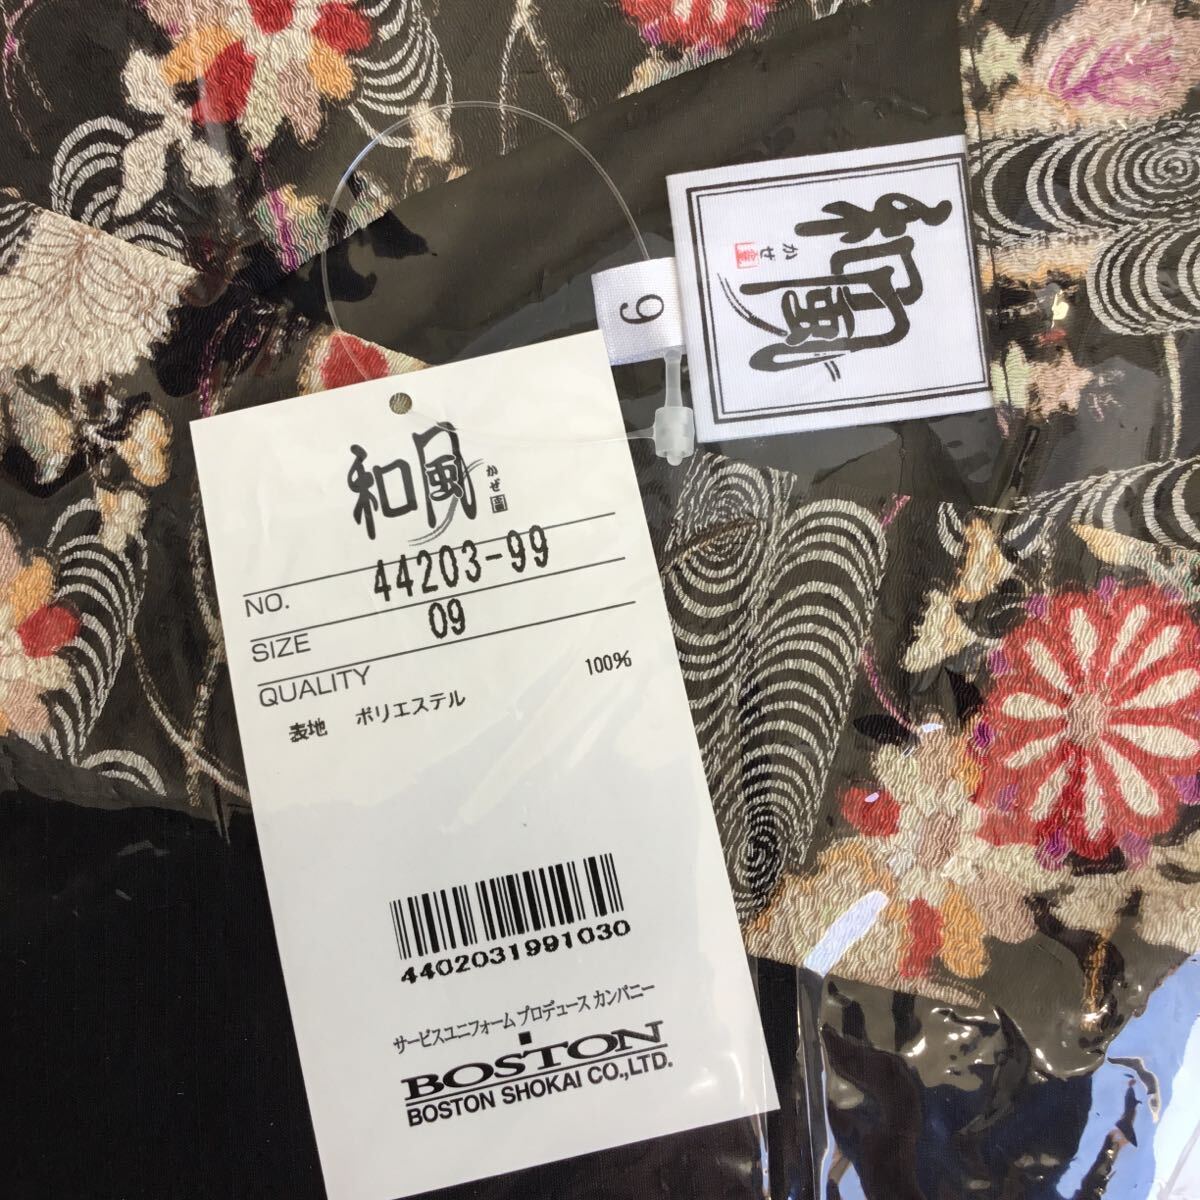 和風
かぜ
9
和風
かぜ
NO. 44203-99
SIZE 09
QUALITY
表地 ポリエステル 100%
4402031991030
サービスユニフォーム プロデュース カンパニー
BOSTON
BOSTON SHOKAI CO.,LTD.